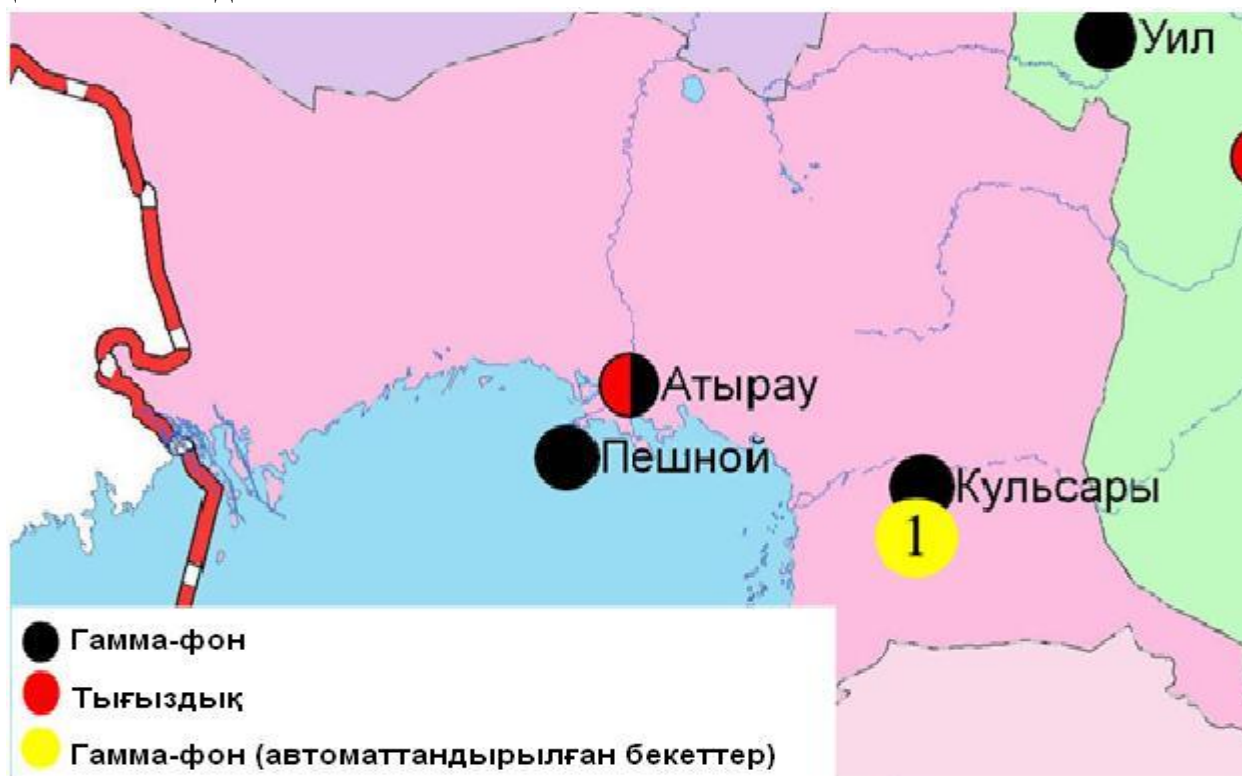 Уил
Атырау
Пешной
Кульсары
1
Гамма-фон
Тығыздық
Гамма-фон (автоматтандырылған бекеттер)